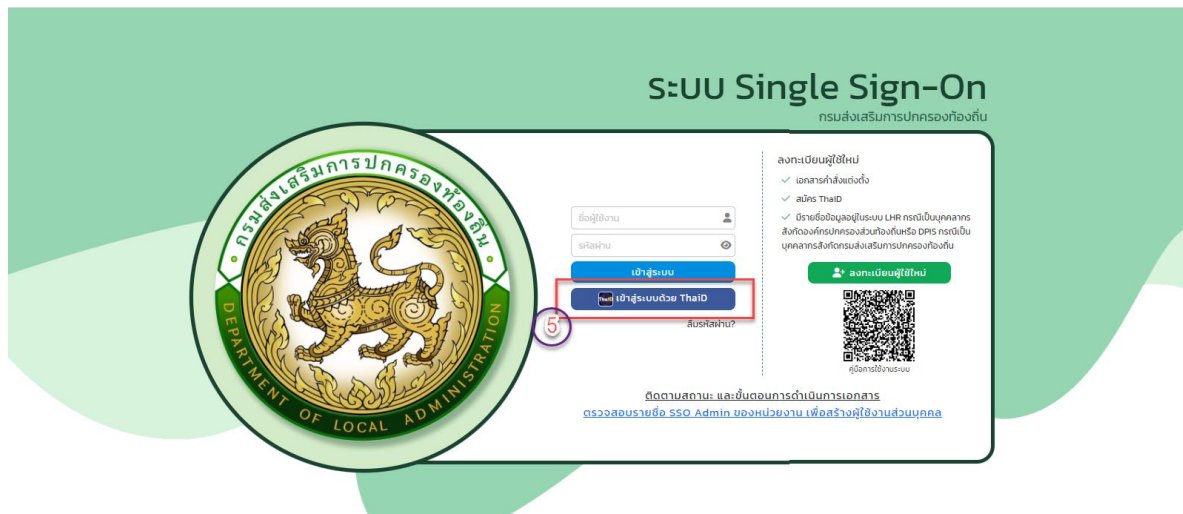 ระบบ Single Sign-On
กรมส่งเสริมการปกครองท้องถิ่น
กรมส่งเสริมการปกครองท้องถิ่น
DEPARTMENT OF LOCAL ADMINISTRATION
ชื่อผู้ใช้งาน
รหัสผ่าน
เข้าสู่ระบบ
ThaiD เข้าสู่ระบบด้วย ThaiD
5
ลืมรหัสผ่าน?
ลงทะเบียนผู้ใช้ใหม่
เอกสารคำสั่งแต่งตั้ง
สมัคร ThaiD
มีรายชื่อข้อมูลอยู่ในระบบ LHR กรณีเป็นบุคลากร
สังกัดองค์กรปกครองส่วนท้องถิ่นหรือ DPIS กรณีเป็น
บุคลากรสังกัดกรมส่งเสริมการปกครองท้องถิ่น
ลงทะเบียนผู้ใช้ใหม่
คู่มือการใช้งานระบบ
ติดตามสถานะ และขั้นตอนการดำเนินการเอกสาร
ตรวจสอบรายชื่อ SSO Admin ของหน่วยงาน เพื่อสร้างผู้ใช้งานส่วนบุคคล